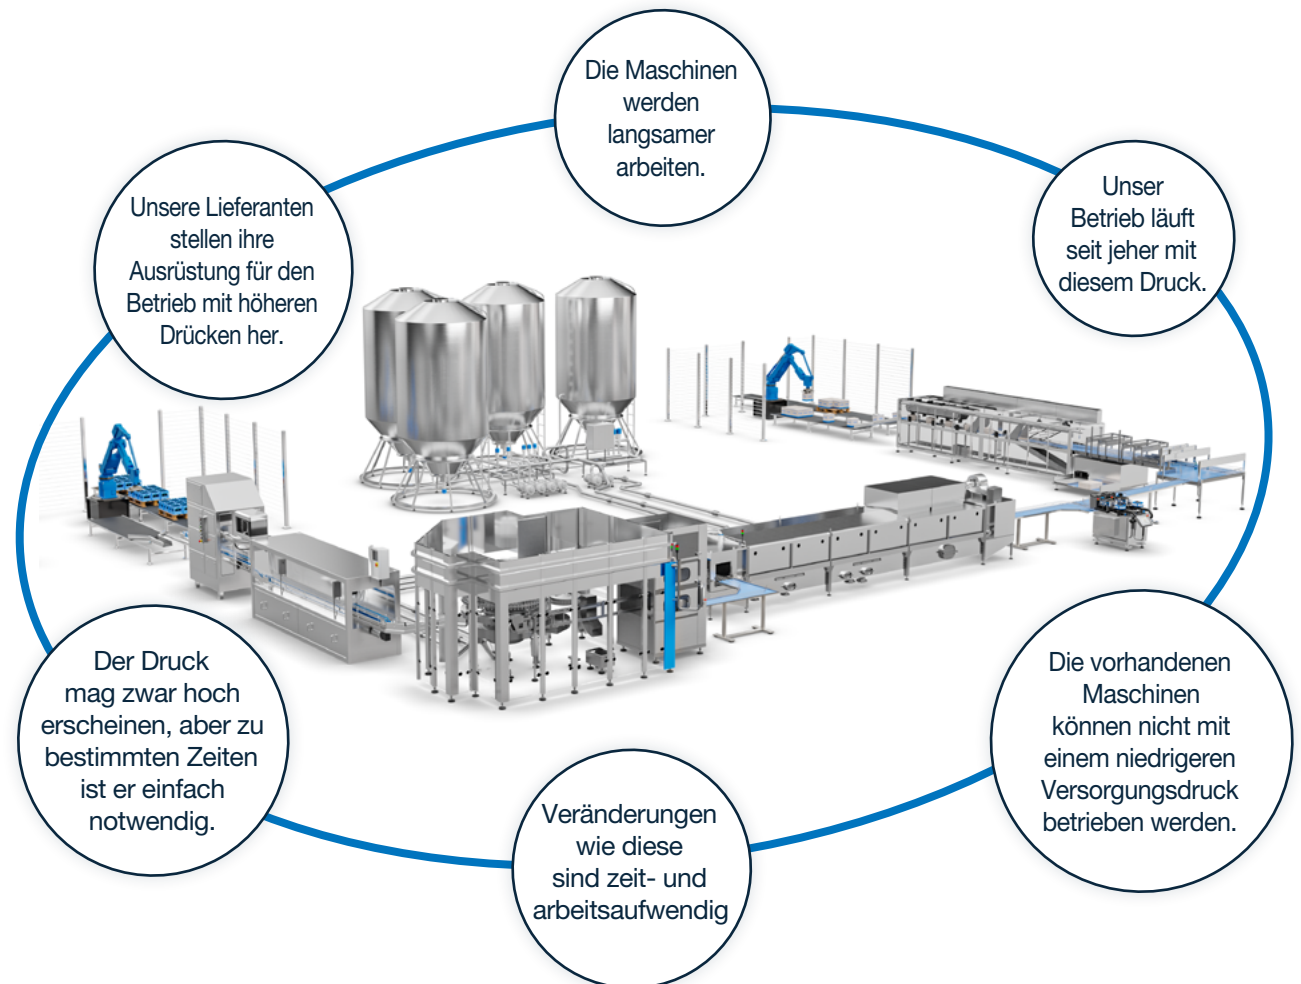 Die Maschinen
werden
langsamer
arbeiten.
Unser
Betrieb läuft
seit jeher mit
diesem Druck.
Unsere Lieferanten
stellen ihre
Ausrüstung für den
Betrieb mit höheren
Drücken her.
Der Druck
mag zwar hoch
erscheinen, aber zu
bestimmten Zeiten
ist er einfach
notwendig.
Die vorhandenen
Maschinen
können nicht mit
einem niedrigeren
Versorgungsdruck
betrieben werden.
Veränderungen
wie diese
sind zeit- und
arbeitsaufwendig